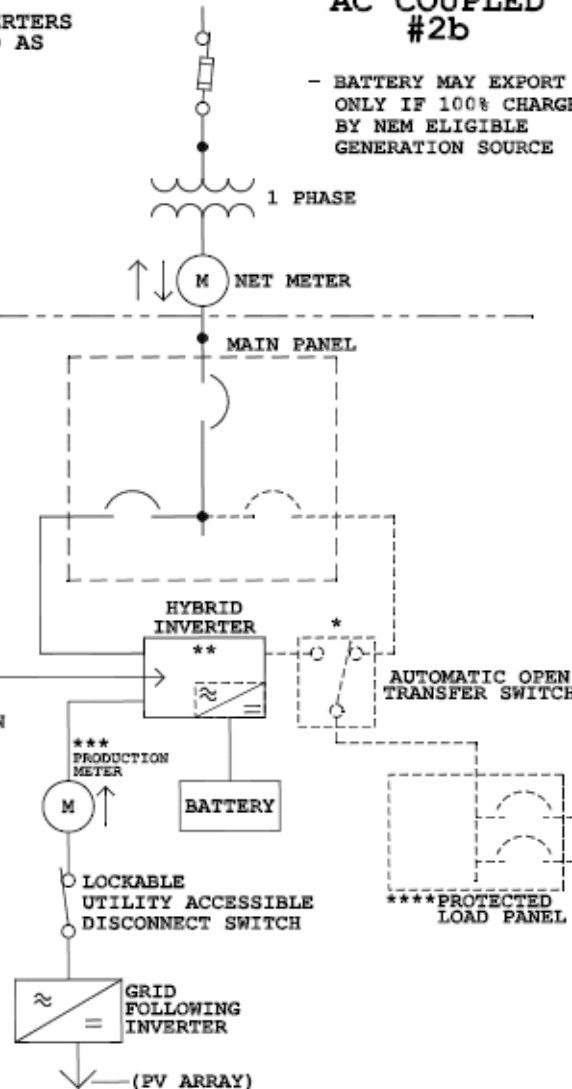 AC COUPLED
#2b
ERTERS
AS
- BATTERY MAY EXPORT
ONLY IF 100% CHARGE
BY NEM ELIGIBLE
GENERATION SOURCE
1 PHASE
M
NET METER
MAIN PANEL
HYBRID
INVERTER
**
*
AUTOMATIC OPEN
TRANSFER SWITCH
N
***
PRODUCTION
METER
M
BATTERY
LOCKABLE
UTILITY ACCESSIBLE
DISCONNECT SWITCH
****PROTECTED
LOAD PANEL
GRID
FOLLOWING
INVERTER
(PV ARRAY)